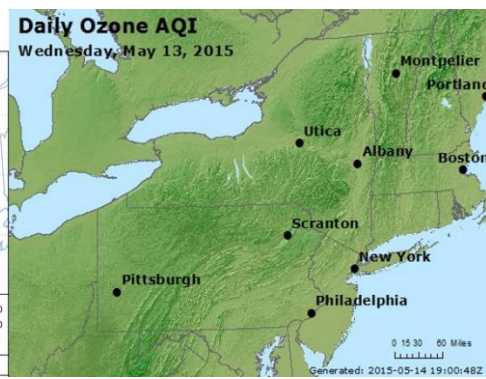 Daily Ozone AQI
Wednesday, May 13, 2015
Montpelier
Portland
Utica
Albany
Boston
Scranton
New York
Pittsburgh
Philadelphia
0 15 30 60 Miles
Generated: 2015-05-14 19:00:48Z